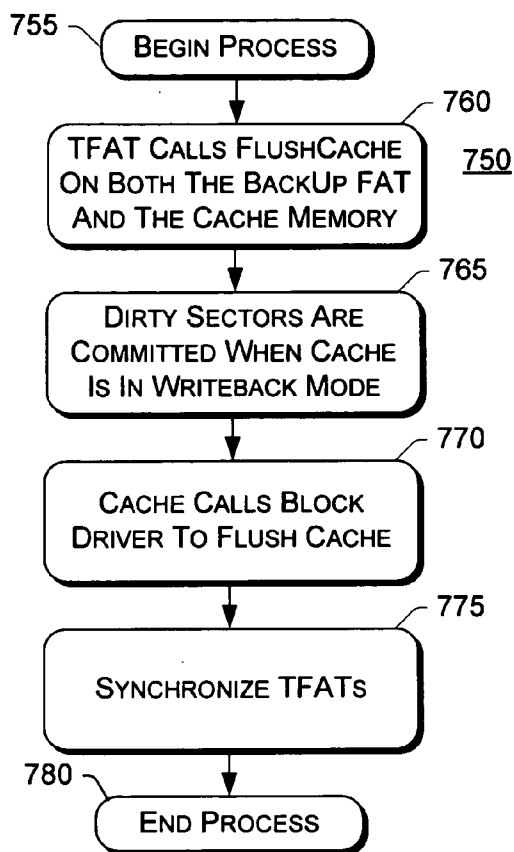 755
BEGIN PROCESS
760
750
TFAT CALLS FLUSHCACHE
ON BOTH THE BACKUP FAT
AND THE CACHE MEMORY
765
DIRTY SECTORS ARE
COMMITTED WHEN CACHE
IS IN WRITEBACK MODE
770
CACHE CALLS BLOCK
DRIVER TO FLUSH CACHE
775
SYNCHRONIZE TFATS
780
END PROCESS